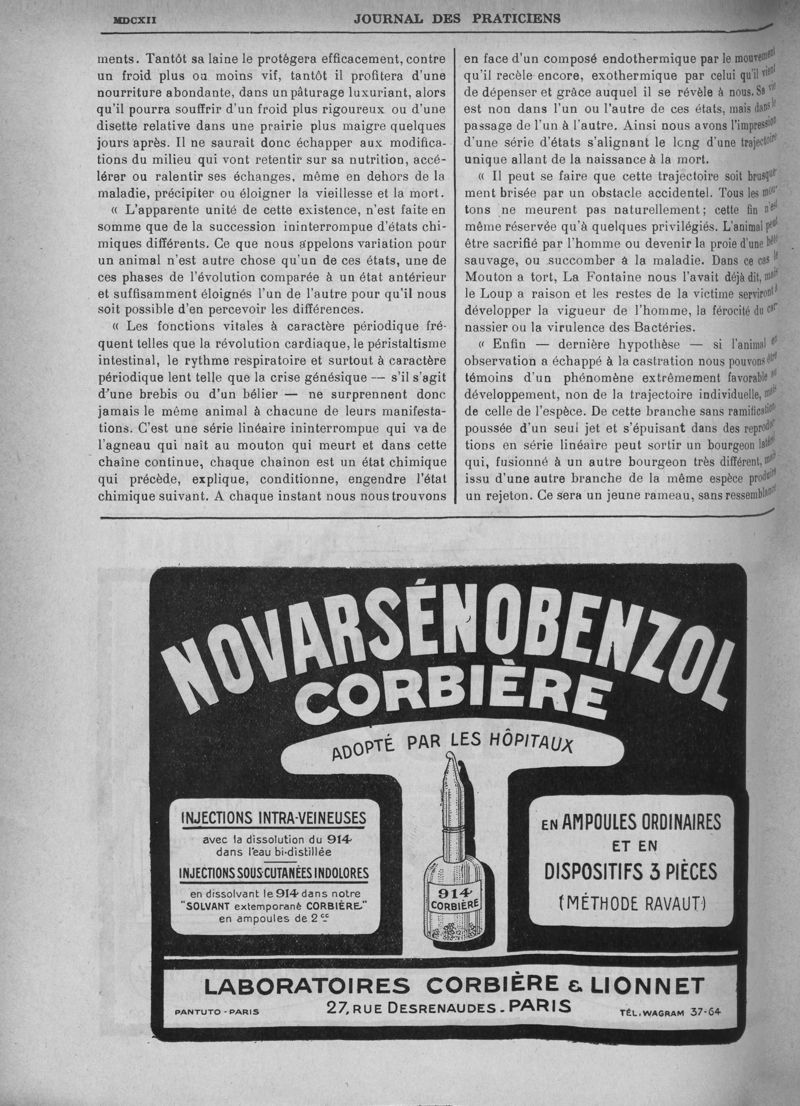 MDCXII
JOURNAL DES PRATICIENS
ments. Tantôt sa laine le protégera efficacement, contre
un froid plus ou moins vif, tantôt il profitera d'une
nourriture abondante, dans un pâturage luxuriant, alors
qu'il pourra souffrir d'un froid plus rigoureux ou d'une
disette relative dans une prairie plus maigre quelques
jours après. Il ne saurait donc échapper aux modifica-
tions du milieu qui vont retentir sur sa nutrition, accé-
lérer ou ralentir ses échanges, même en dehors de la
maladie, précipiter ou éloigner la vieillesse et la mort.
« L'apparente unité de cette existence, n'est faite en
somme que de la succession ininterrompue d'états chi-
miques différents. Ce que nous appelons variation pour
un animal n'est autre chose qu'un de ces états, une de
ces phases de l'évolution comparée à un état antérieur
et suffisamment éloignés l'un de l'autre pour qu'il nous
soit possible d'en percevoir les différences.
« Les fonctions vitales à caractère périodique fré-
quent telles que la révolution cardiaque, le péristaltisme
intestinal, le rythme respiratoire et surtout à caractère
périodique lent telle que la crise génésique — s'il s'agit
d'une brebis ou d'un bélier — ne surprennent donc
jamais le même animal à chacune de leurs manifesta-
tions. C'est une série linéaire ininterrompue qui va de
l'agneau qui naît au mouton qui meurt et dans cette
chaîne continue, chaque chaînon est un état chimique
qui précède, explique, conditionne, engendre l'état
chimique suivant. A chaque instant nous nous trouvons
en face d'un composé endothermique par le mouvement
qu'il recèle encore, exothermique par celui qu'il vient
de dépenser et grâce auquel il se révèle à nous. Sa vie
est non dans l'un ou l'autre de ces états, mais dans le
passage de l'un à l'autre. Ainsi nous avons l'impression
d'une série d'états s'alignant le long d'une trajectoire
unique allant de la naissance à la mort.
« Il peut se faire que cette trajectoire soit brusque-
ment brisée par un obstacle accidentel. Tous les mou-
tons ne meurent pas naturellement; cette fin n'est
même réservée qu'à quelques privilégiés. L'animal peut
être sacrifié par l'homme ou devenir la proie d'une bête
sauvage, ou succomber à la maladie. Dans ce cas le
Mouton a tort, La Fontaine nous l'avait déjà dit, mais
le Loup a raison et les restes de la victime serviront à
développer la vigueur de l'homme, la férocité du car-
nassier ou la virulence des Bactéries.
« Enfin — dernière hypothèse — si l'animal en
observation a échappé à la castration nous pouvons être
témoins d'un phénomène extrêmement favorable au
développement, non de la trajectoire individuelle, mais
de celle de l'espèce. De cette branche sans ramification
poussée d'un seul jet et s'épuisant dans des reproduc-
tions en série linéaire peut sortir un bourgeon latéral
qui, fusionné à un autre bourgeon très différent, mais
issu d'une autre branche de la même espèce produira
un rejeton. Ce sera un jeune rameau, sans ressemblance
NOVARSÉNOBENZOL
CORBIÈRE
ADOPTÉ PAR LES HÔPITAUX
INJECTIONS INTRA-VEINEUSES
avec la dissolution du 914
dans l'eau bi-distillée
INJECTIONS SOUS-CUTANÉES INDOLORES
en dissolvant le 914 dans notre
"SOLVANT extemporané CORBIÈRE"
en ampoules de 2 cc
914
CORBIÈRE
EN AMPOULES ORDINAIRES
ET EN
DISPOSITIFS 3 PIÈCES
(MÉTHODE RAVAUT)
LABORATOIRES CORBIÈRE & LIONNET
PANTUTO - PARIS
27, RUE DESRENAUDES - PARIS
TÉL. WAGRAM 37-64